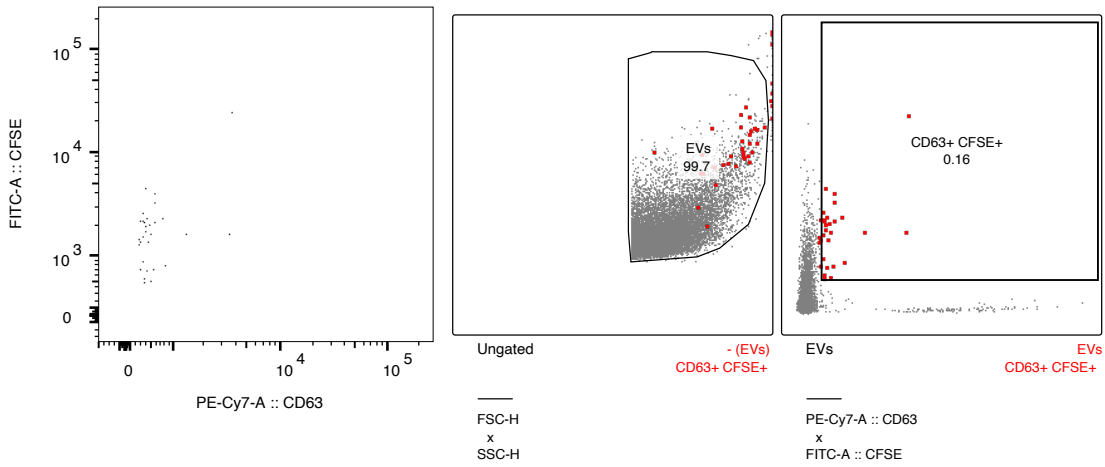 10^5
10^4
10^3
0
FITC-A :: CFSE
0
10^4
10^5
PE-Cy7-A :: CD63
EVs
99.7
Ungated
- (EVs)
CD63+ CFSE+
FSC-H
x
SSC-H
CD63+ CFSE+
0.16
EVs
EVs
CD63+ CFSE+
PE-Cy7-A :: CD63
x
FITC-A :: CFSE